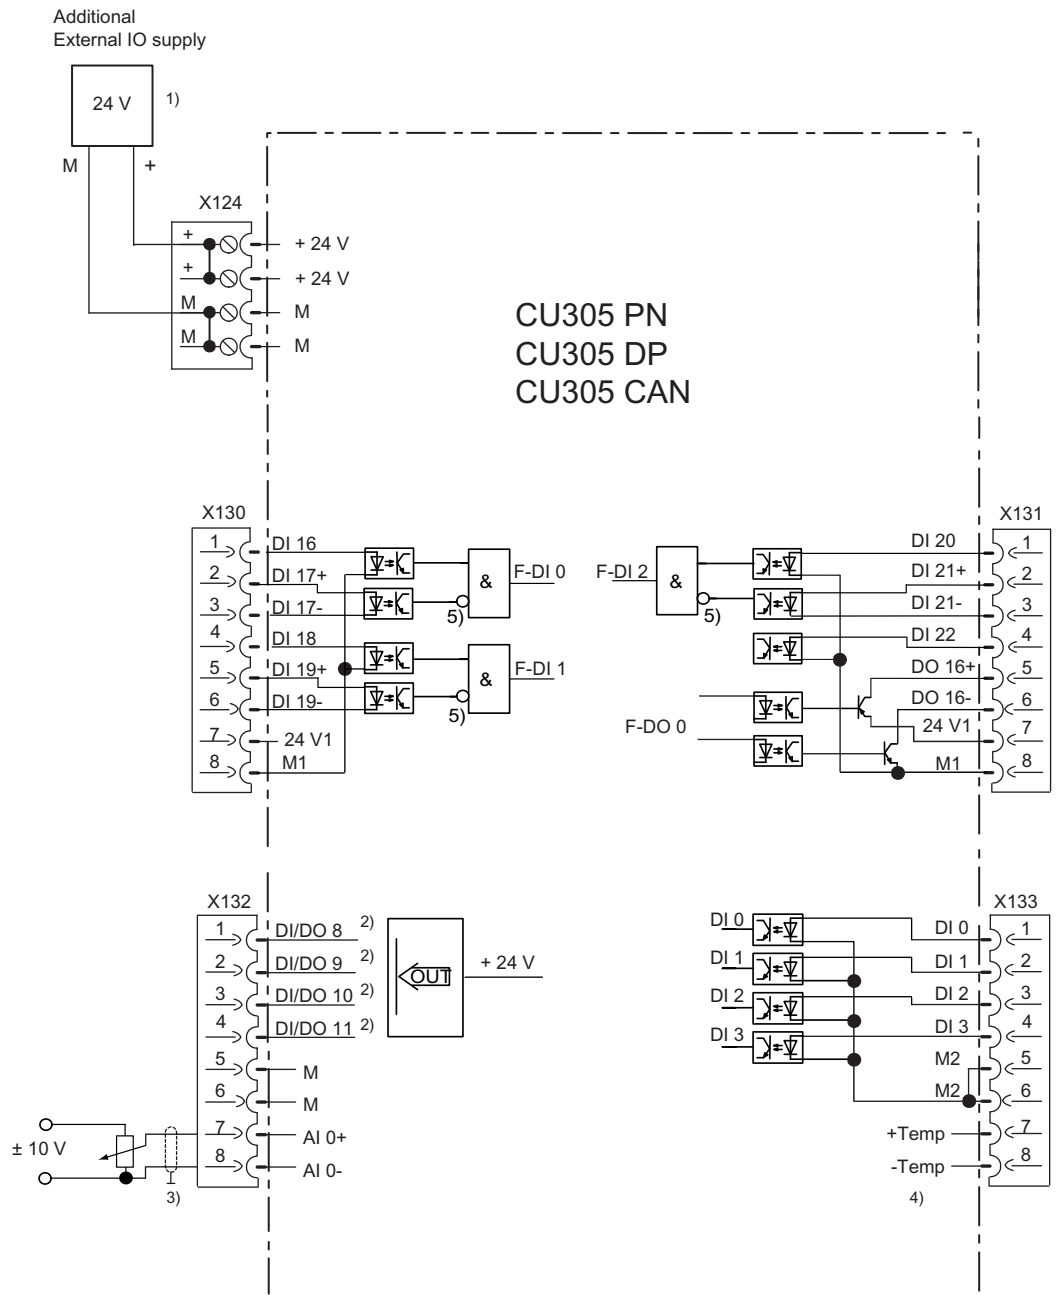 Additional
External IO supply
24 V
1)
M
+
X124
+
+ 24 V
+
+ 24 V
M
M
M
M
CU305 PN
CU305 DP
CU305 CAN
X130
1
DI 16
2
DI 17+
3
DI 17-
4
DI 18
5
DI 19+
6
DI 19-
7
24 V1
8
M1
&
F-DI 0
5)
&
F-DI 1
5)
X131
F-DI 2
&
5)
DI 20
1
DI 21+
2
DI 21-
3
DI 22
4
DO 16+
5
DO 16-
6
F-DO 0
24 V1
7
M1
8
X132
1
DI/DO 8
2)
2
DI/DO 9
2)
3
DI/DO 10
2)
4
DI/DO 11
2)
5
M
6
M
7
AI 0+
8
AI 0-
OUT
+ 24 V
± 10 V
3)
X133
DI 0
DI 0
1
DI 1
DI 1
2
DI 2
DI 2
3
DI 3
DI 3
4
M2
5
M2
6
+Temp
7
-Temp
8
4)